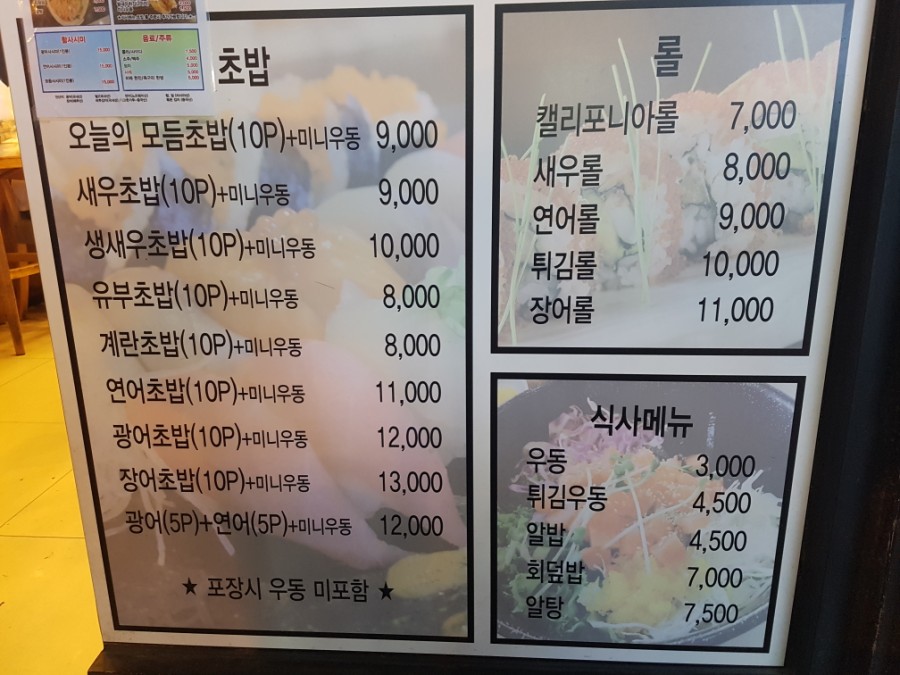 활사시미
음료/주류
초밥
오늘의 모듬초밥(10P)+미니우동 9,000
새우초밥(10P)+미니우동 9,000
생새우초밥(10P)+미니우동 10,000
유부초밥(10P)+미니우동 8,000
계란초밥(10P)+미니우동 8,000
연어초밥(10P)+미니우동 11,000
광어초밥(10P)+미니우동 12,000
장어초밥(10P)+미니우동 13,000
광어(5P)+연어(5P)+미니우동 12,000
★ 포장시 우동 미포함 ★
롤
캘리포니아롤 7,000
새우롤 8,000
연어롤 9,000
튀김롤 10,000
장어롤 11,000
식사메뉴
우동 3,000
튀김우동 4,500
알밥 4,500
회덮밥 7,000
알탕 7,500